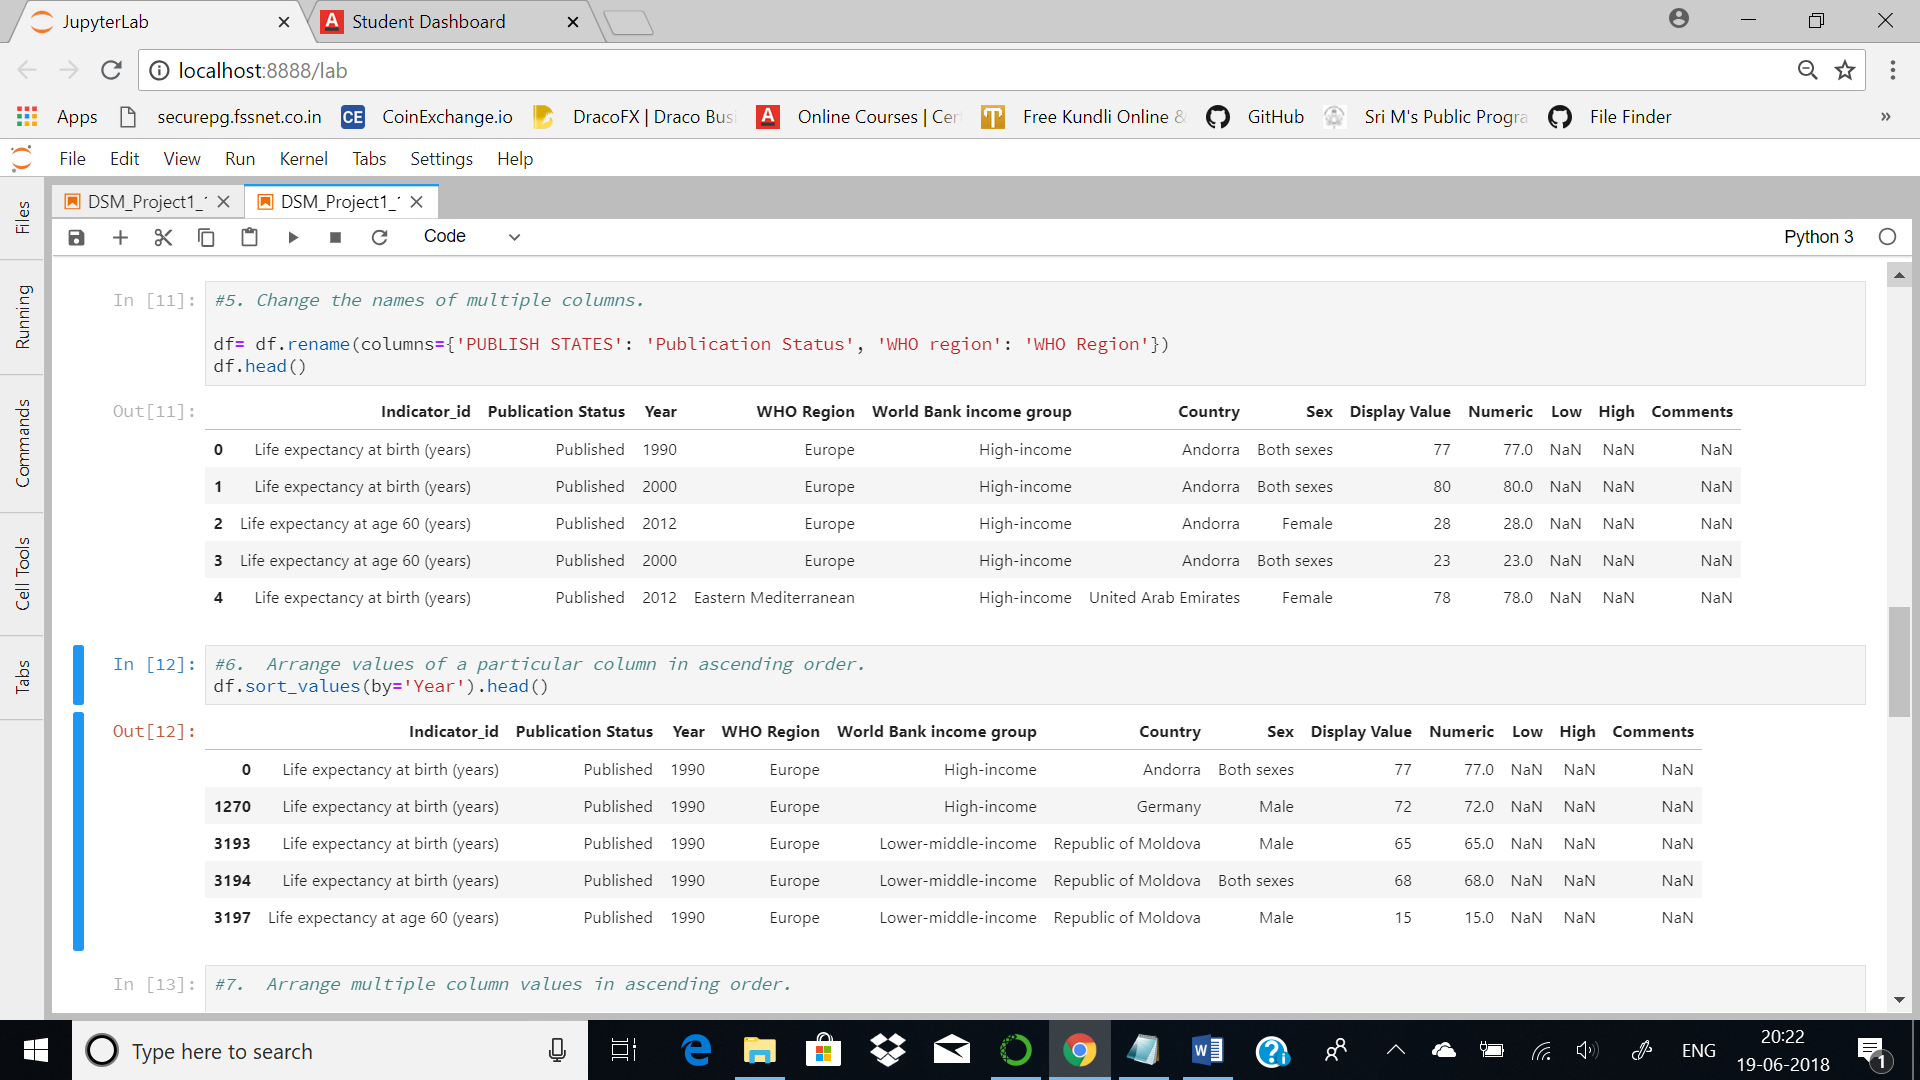 JupyterLab
Student Dashboard
localhost:8888/lab
Apps securepg.fssnet.co.in CE CoinExchange.io DracoFX | Draco Busi A Online Courses | Cert T Free Kundli Online & GitHub Sri M's Public Progra File Finder »
File Edit View Run Kernel Tabs Settings Help
DSM_Project1_
DSM_Project1_
Code
Python 3
Files
Running
Commands
Cell Tools
Tabs
In [11]:
#5. Change the names of multiple columns.
df= df.rename(columns={'PUBLISH STATES': 'Publication Status', 'WHO region': 'WHO Region'})
df.head()
Out[11]:
Indicator_id Publication Status Year WHO Region World Bank income group Country Sex Display Value Numeric Low High Comments
0 Life expectancy at birth (years) Published 1990 Europe High-income Andorra Both sexes 77 77.0 NaN NaN NaN
1 Life expectancy at birth (years) Published 2000 Europe High-income Andorra Both sexes 80 80.0 NaN NaN NaN
2 Life expectancy at age 60 (years) Published 2012 Europe High-income Andorra Female 28 28.0 NaN NaN NaN
3 Life expectancy at age 60 (years) Published 2000 Europe High-income Andorra Both sexes 23 23.0 NaN NaN NaN
4 Life expectancy at birth (years) Published 2012 Eastern Mediterranean High-income United Arab Emirates Female 78 78.0 NaN NaN NaN
In [12]:
#6.  Arrange values of a particular column in ascending order.
df.sort_values(by='Year').head()
Out[12]:
Indicator_id Publication Status Year WHO Region World Bank income group Country Sex Display Value Numeric Low High Comments
0 Life expectancy at birth (years) Published 1990 Europe High-income Andorra Both sexes 77 77.0 NaN NaN NaN
1270 Life expectancy at birth (years) Published 1990 Europe High-income Germany Male 72 72.0 NaN NaN NaN
3193 Life expectancy at birth (years) Published 1990 Europe Lower-middle-income Republic of Moldova Male 65 65.0 NaN NaN NaN
3194 Life expectancy at birth (years) Published 1990 Europe Lower-middle-income Republic of Moldova Both sexes 68 68.0 NaN NaN NaN
3197 Life expectancy at age 60 (years) Published 1990 Europe Lower-middle-income Republic of Moldova Male 15 15.0 NaN NaN NaN
In [13]:
#7.  Arrange multiple column values in ascending order.
Type here to search
ENG
20:22
19-06-2018
1